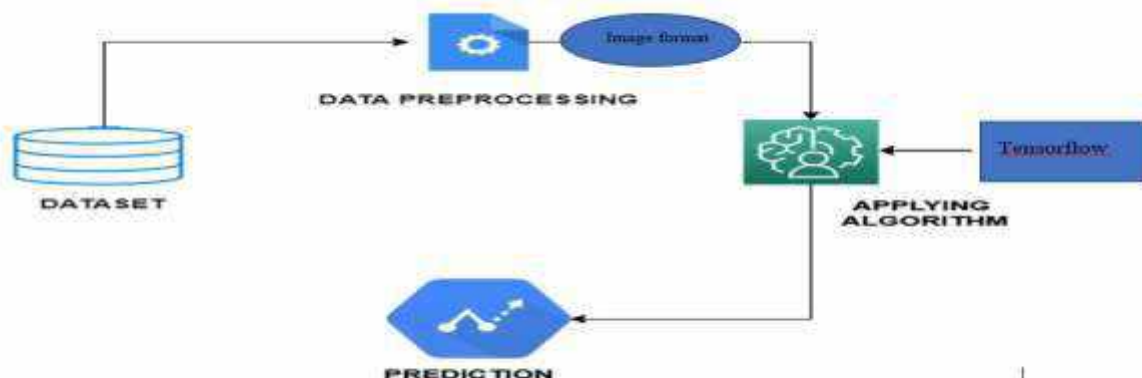 Image format
DATA PREPROCESSING
Tensorflow
DATASET
APPLYING
ALGORITHM
PREDICTION